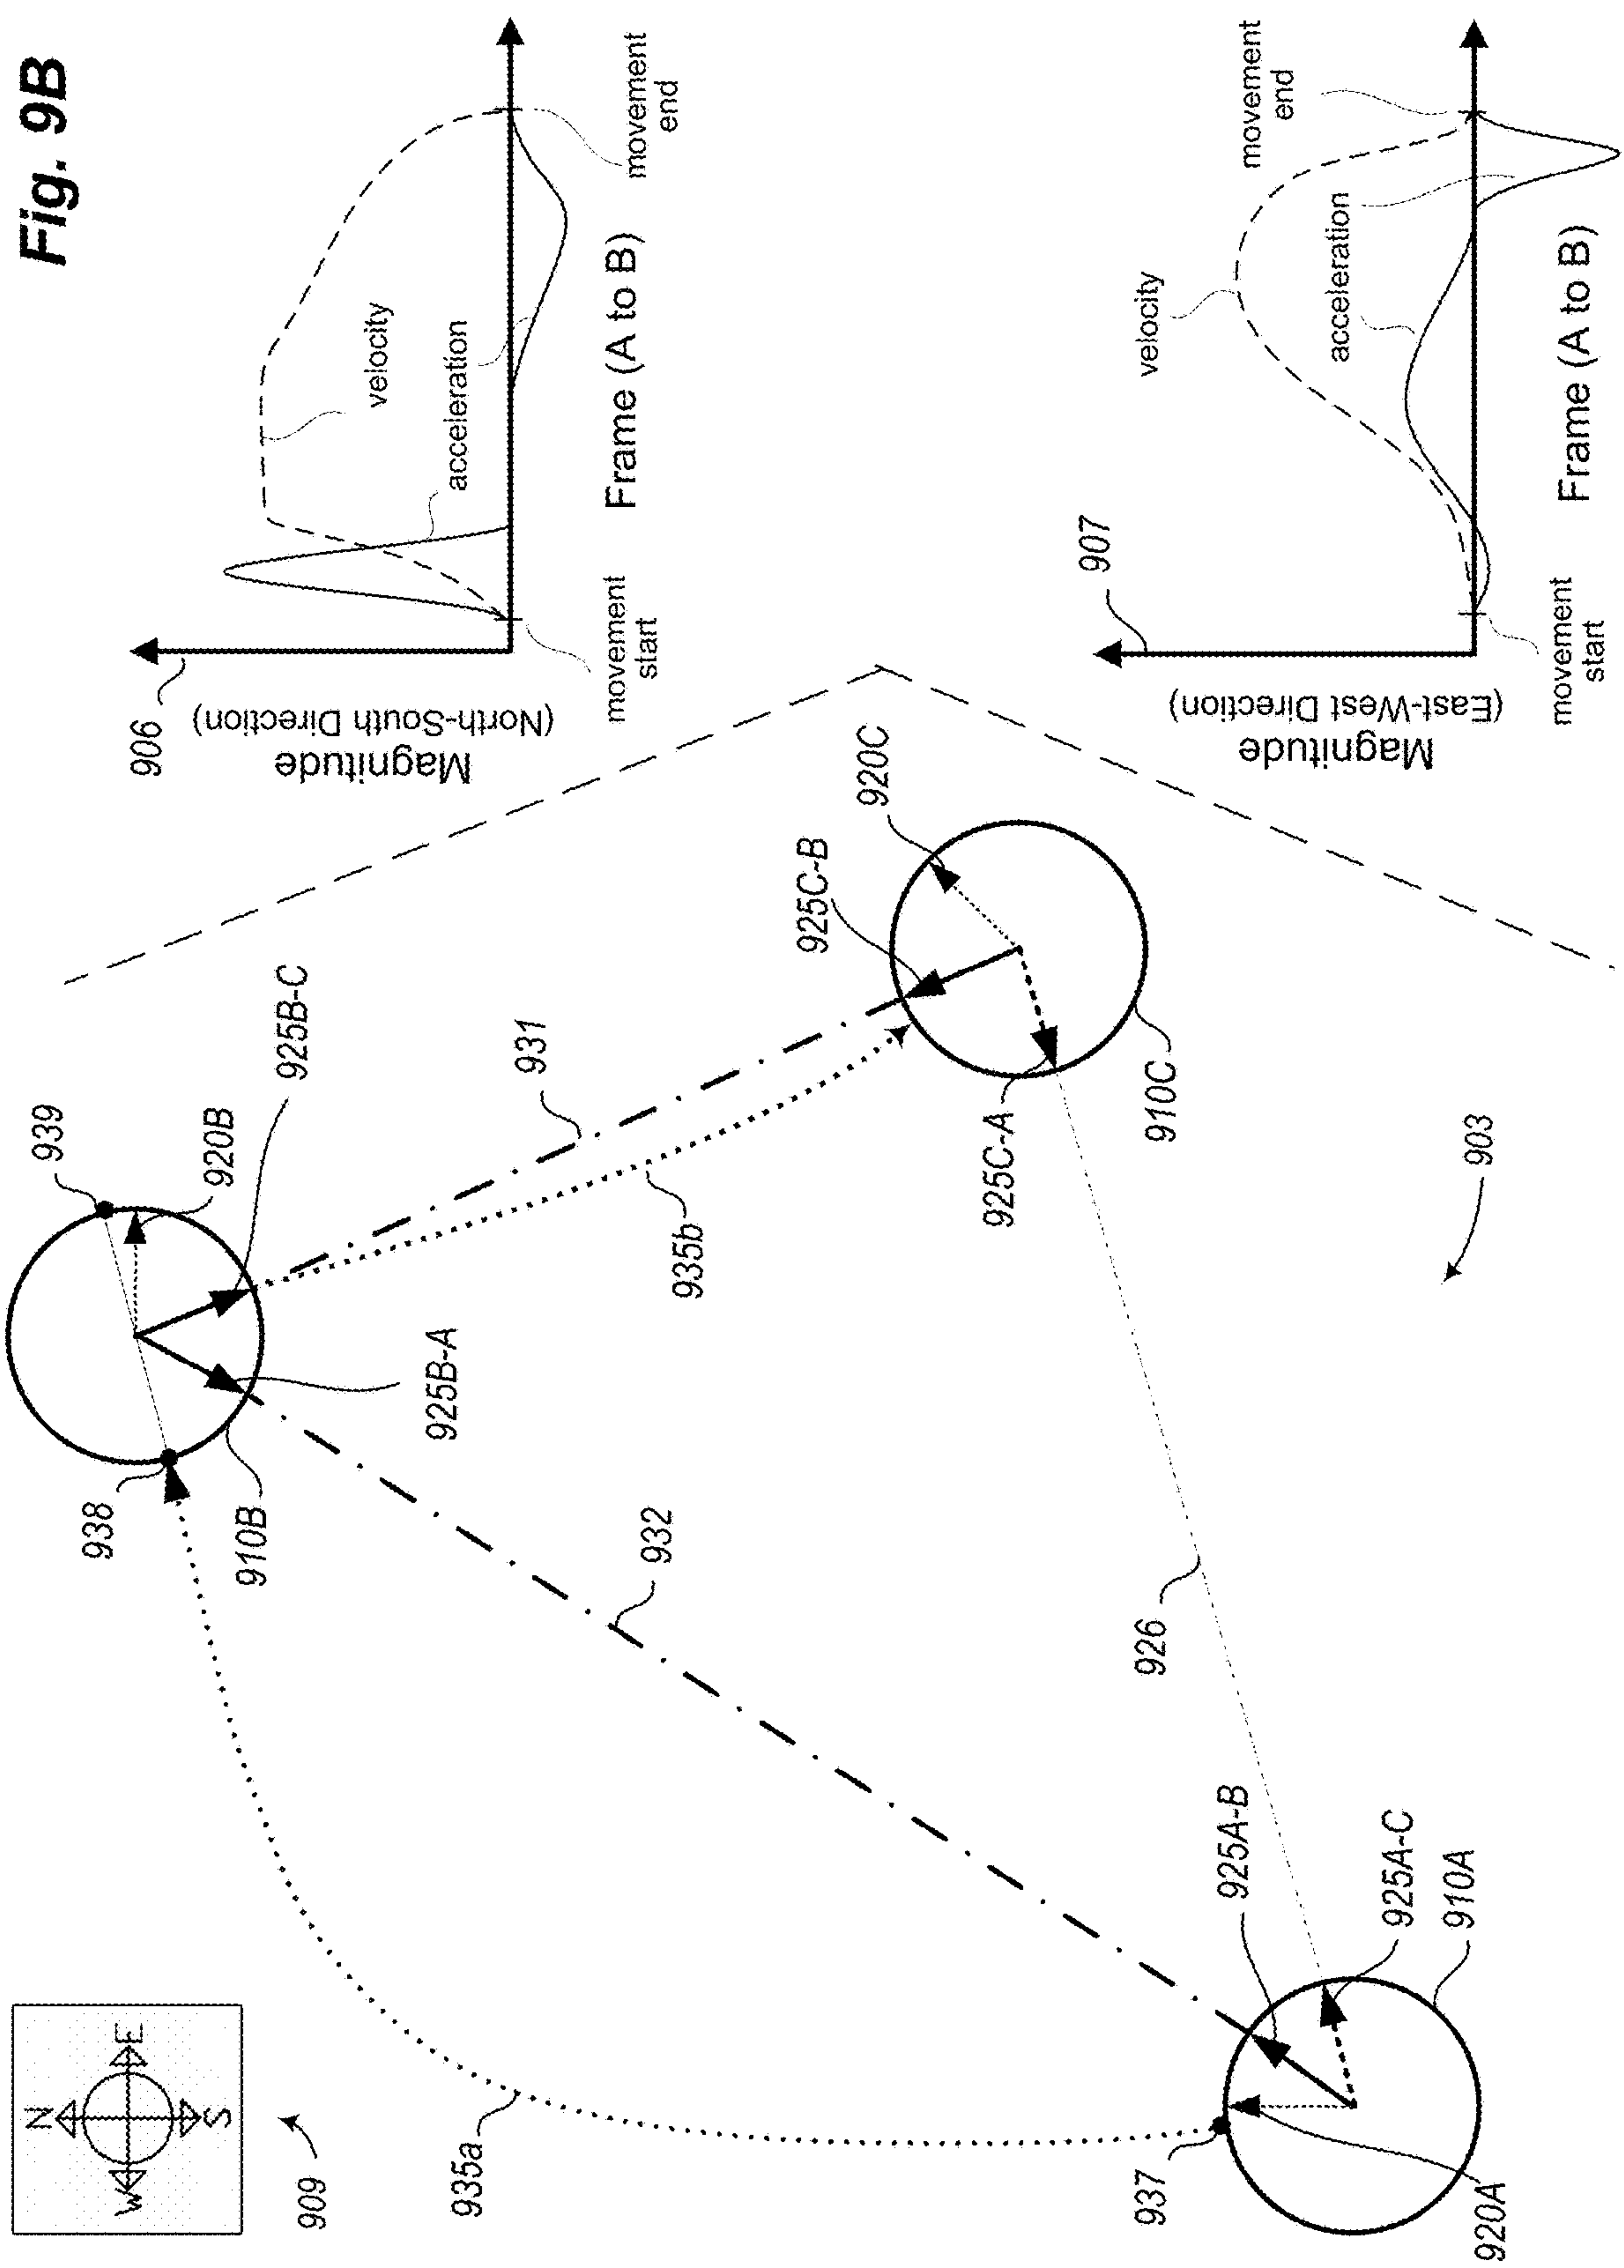 Fig. 9B
909
N
W
E
S
935a
937
920A
925A-B
925A-C
910A
926
932
938
910B
925B-A
939
920B
925B-C
931
935b
925C-B
920C
925C-A
910C
903
906
Magnitude
(North-South Direction)
velocity
acceleration
movement
start
movement
end
Frame (A to B)
907
Magnitude
(East-West Direction)
velocity
acceleration
movement
start
movement
end
Frame (A to B)